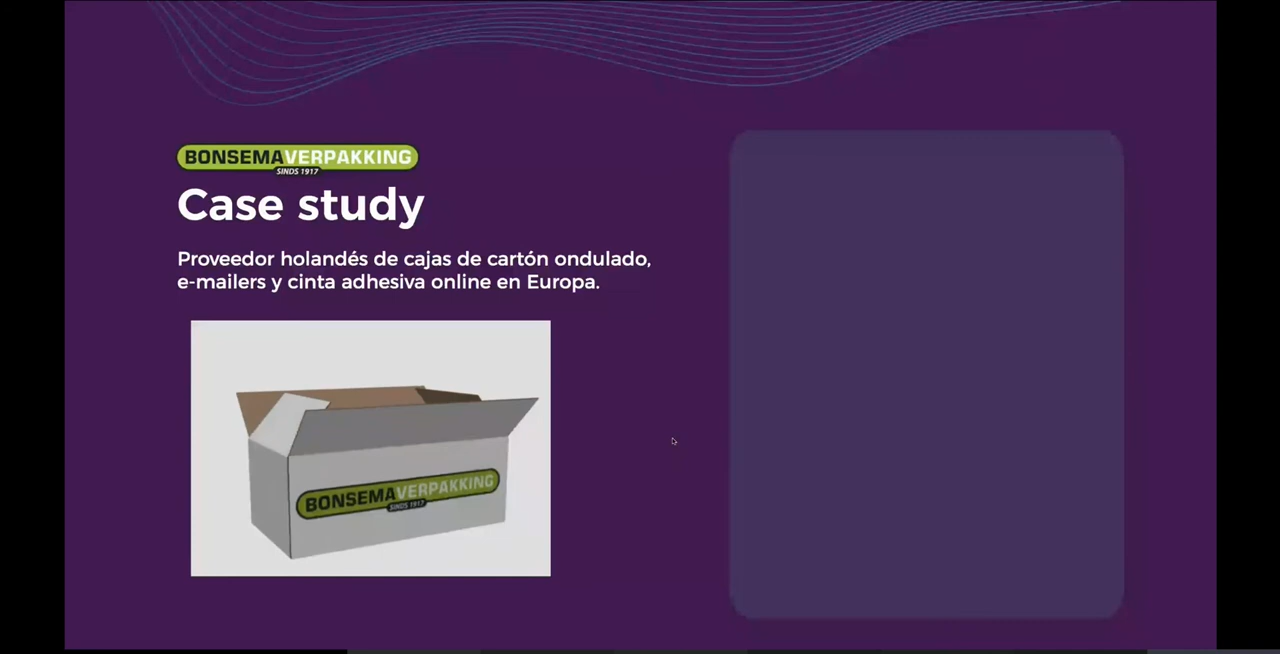 BONSEMAVERPAKKING
SINDS 1917
Case study
Proveedor holandés de cajas de cartón ondulado,
e-mailers y cinta adhesiva online en Europa.
BONSEMAVERPAKKING
SINDS 1917